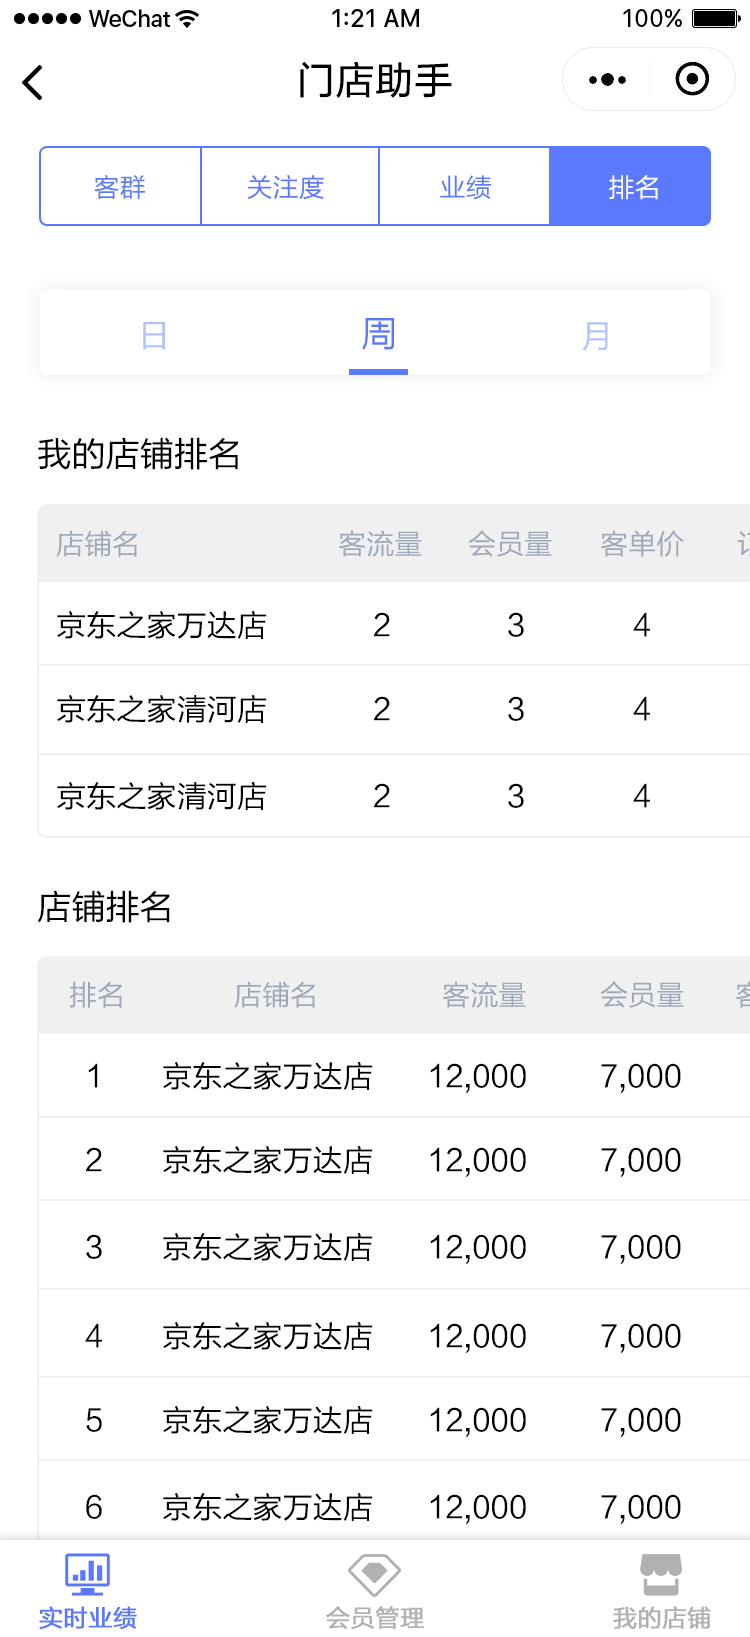 WeChat 1:21 AM 100%
门店助手
客群 关注度 业绩 排名
日 周 月
我的店铺排名
店铺名 客流量 会员量 客单价
京东之家万达店 2 3 4
京东之家清河店 2 3 4
京东之家清河店 2 3 4
店铺排名
排名 店铺名 客流量 会员量
1 京东之家万达店 12,000 7,000
2 京东之家万达店 12,000 7,000
3 京东之家万达店 12,000 7,000
4 京东之家万达店 12,000 7,000
5 京东之家万达店 12,000 7,000
6 京东之家万达店 12,000 7,000
实时业绩 会员管理 我的店铺